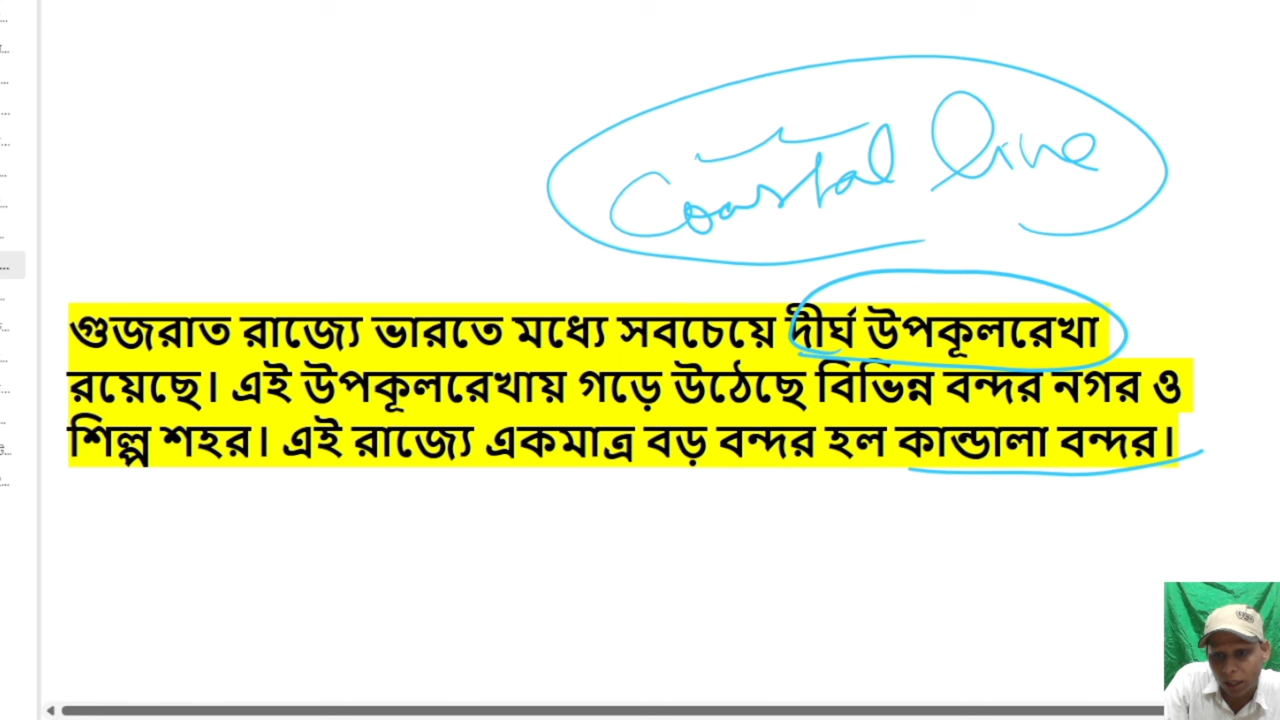 Coastal line
গুজরাত রাজ্যে ভারতে মধ্যে সবচেয়ে দীর্ঘ উপকূলরেখা
রয়েছে। এই উপকূলরেখায় গড়ে উঠেছে বিভিন্ন বন্দর নগর ও
শিল্প শহর। এই রাজ্যে একমাত্র বড় বন্দর হল কান্ডালা বন্দর।